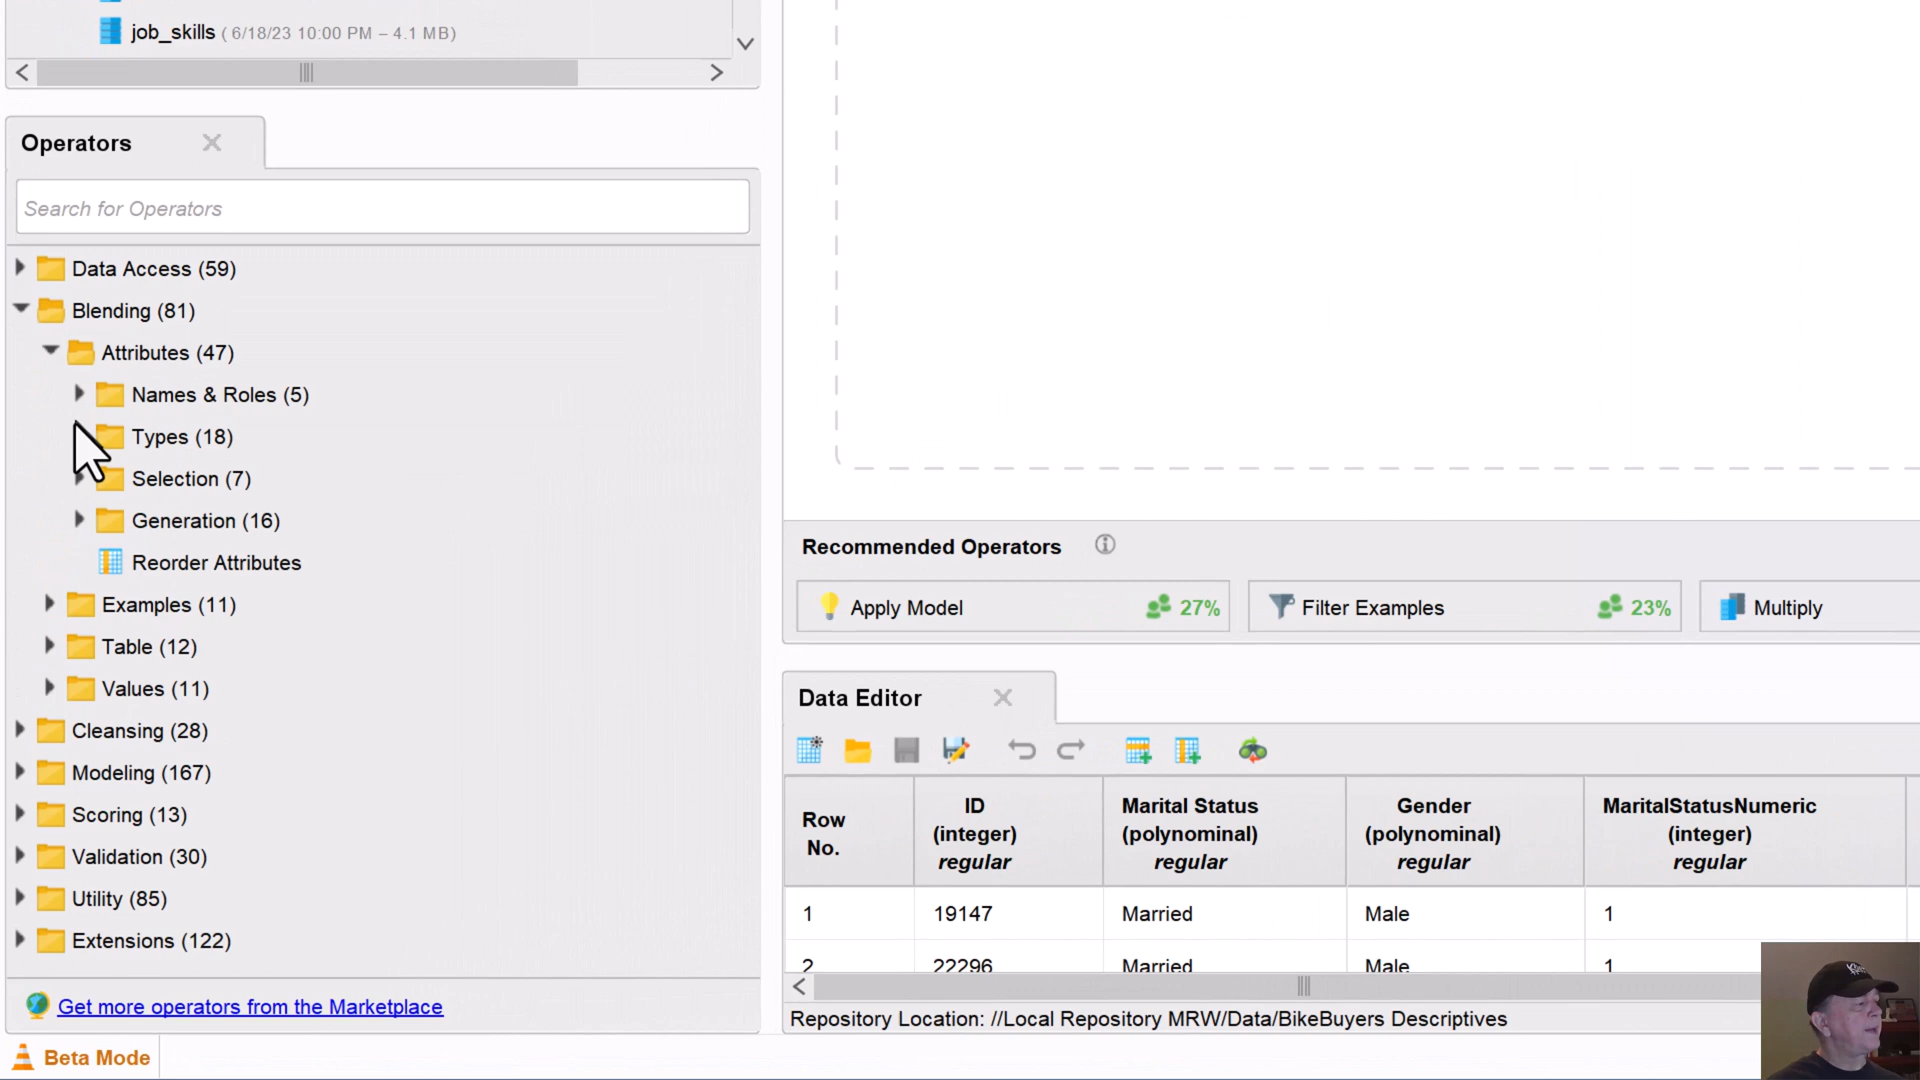 job_skills ( 6/18/23 10:00 PM – 4.1 MB)
Operators
Search for Operators
Data Access (59)
Blending (81)
Attributes (47)
Names & Roles (5)
Types (18)
Selection (7)
Generation (16)
Reorder Attributes
Examples (11)
Table (12)
Values (11)
Cleansing (28)
Modeling (167)
Scoring (13)
Validation (30)
Utility (85)
Extensions (122)
Get more operators from the Marketplace
Beta Mode
Recommended Operators
Apply Model 27% Filter Examples 23% Multiply
Data Editor
Row No. ID (integer) regular Marital Status (polynominal) regular Gender (polynominal) regular MaritalStatusNumeric (integer) regular
1 19147 Married Male 1
2 22296 Married Male 1
Repository Location: //Local Repository MRW/Data/BikeBuyers Descriptives